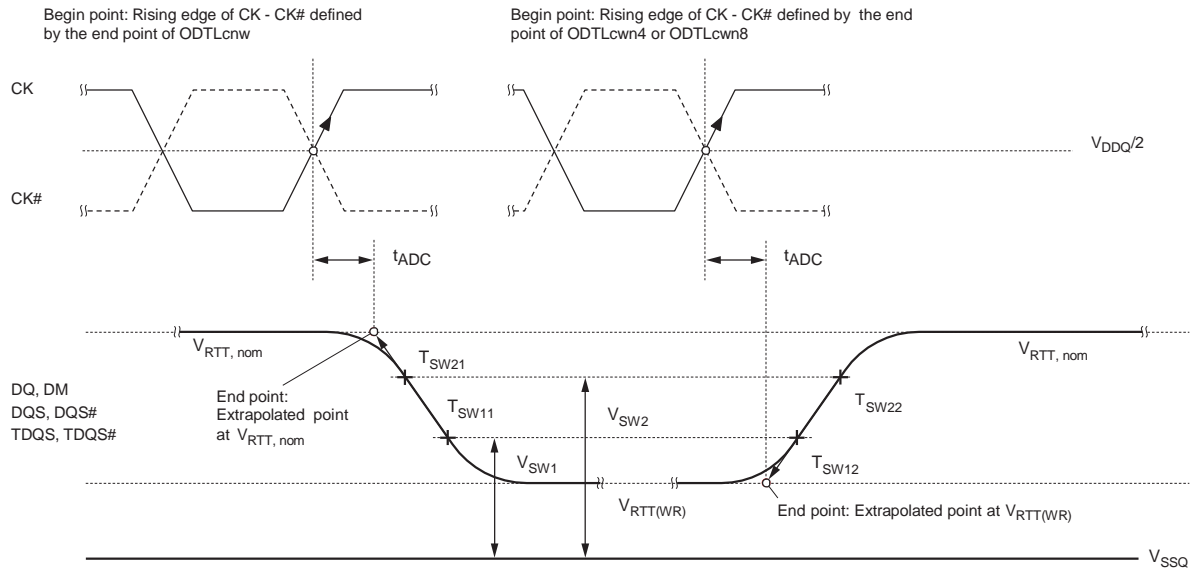 Begin point: Rising edge of CK - CK# defined
by the end point of ODTLcnw
Begin point: Rising edge of CK - CK# defined by the end
point of ODTLcwn4 or ODTLcwn8
CK
VDDQ/2
CK#
tADC
tADC
VRTT, nom
VRTT, nom
TSW21
End point:
Extrapolated point
at VRTT, nom
DQ, DM
DQS, DQS#
TDQS, TDQS#
TSW11
VSW2
TSW22
VSW1
TSW12
VRTT(WR)
End point: Extrapolated point at VRTT(WR)
VSSQ